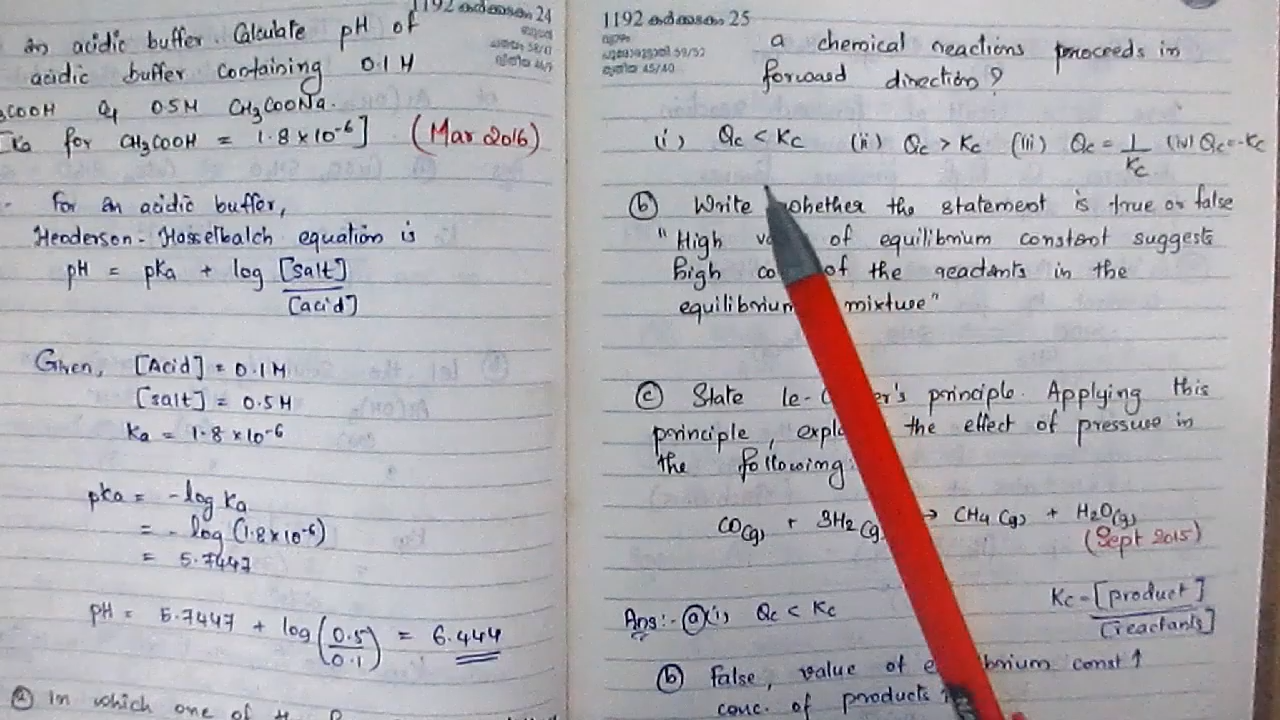 1192 കർക്കടകം 24
an acidic buffer. Calculate pH of
acidic buffer containing 0.1 M
COOH & 0.5M CH3COONa.
[Ka for CH3COOH = 1.8 x 10^-6] (Mar 2016)
For an acidic buffer,
Henderson - Hasselbalch equation is
pH = pKa + log [salt]/[acid]
Given, [Acid] = 0.1M
[salt] = 0.5M
Ka = 1.8 x 10^-6
pKa = -log Ka
= -log (1.8 x 10^-6)
= 5.7447
pH = 5.7447 + log (0.5/0.1) = 6.444
(a) In which one of
1192 കർക്കടകം 25
a chemical reactions proceeds in
forward direction?
(i) Qc < Kc (ii) Qc > Kc (iii) Qc = 1/Kc (iv) Qc = -Kc
(b) Write whether the statement is true or false
"High of equilibrium constant suggests
high of the reactants in the
equilibrium mixture"
(c) State le- principle. Applying this
principle, the effect of pressure in
the following:
CO(g) + 3H2(g) → CH4(g) + H2O(g)
(Sept 2015)
Kc = [product]/[reactants]
Ans:- (a)(i) Qc < Kc
(b) False, value of const ↑
conc. of products